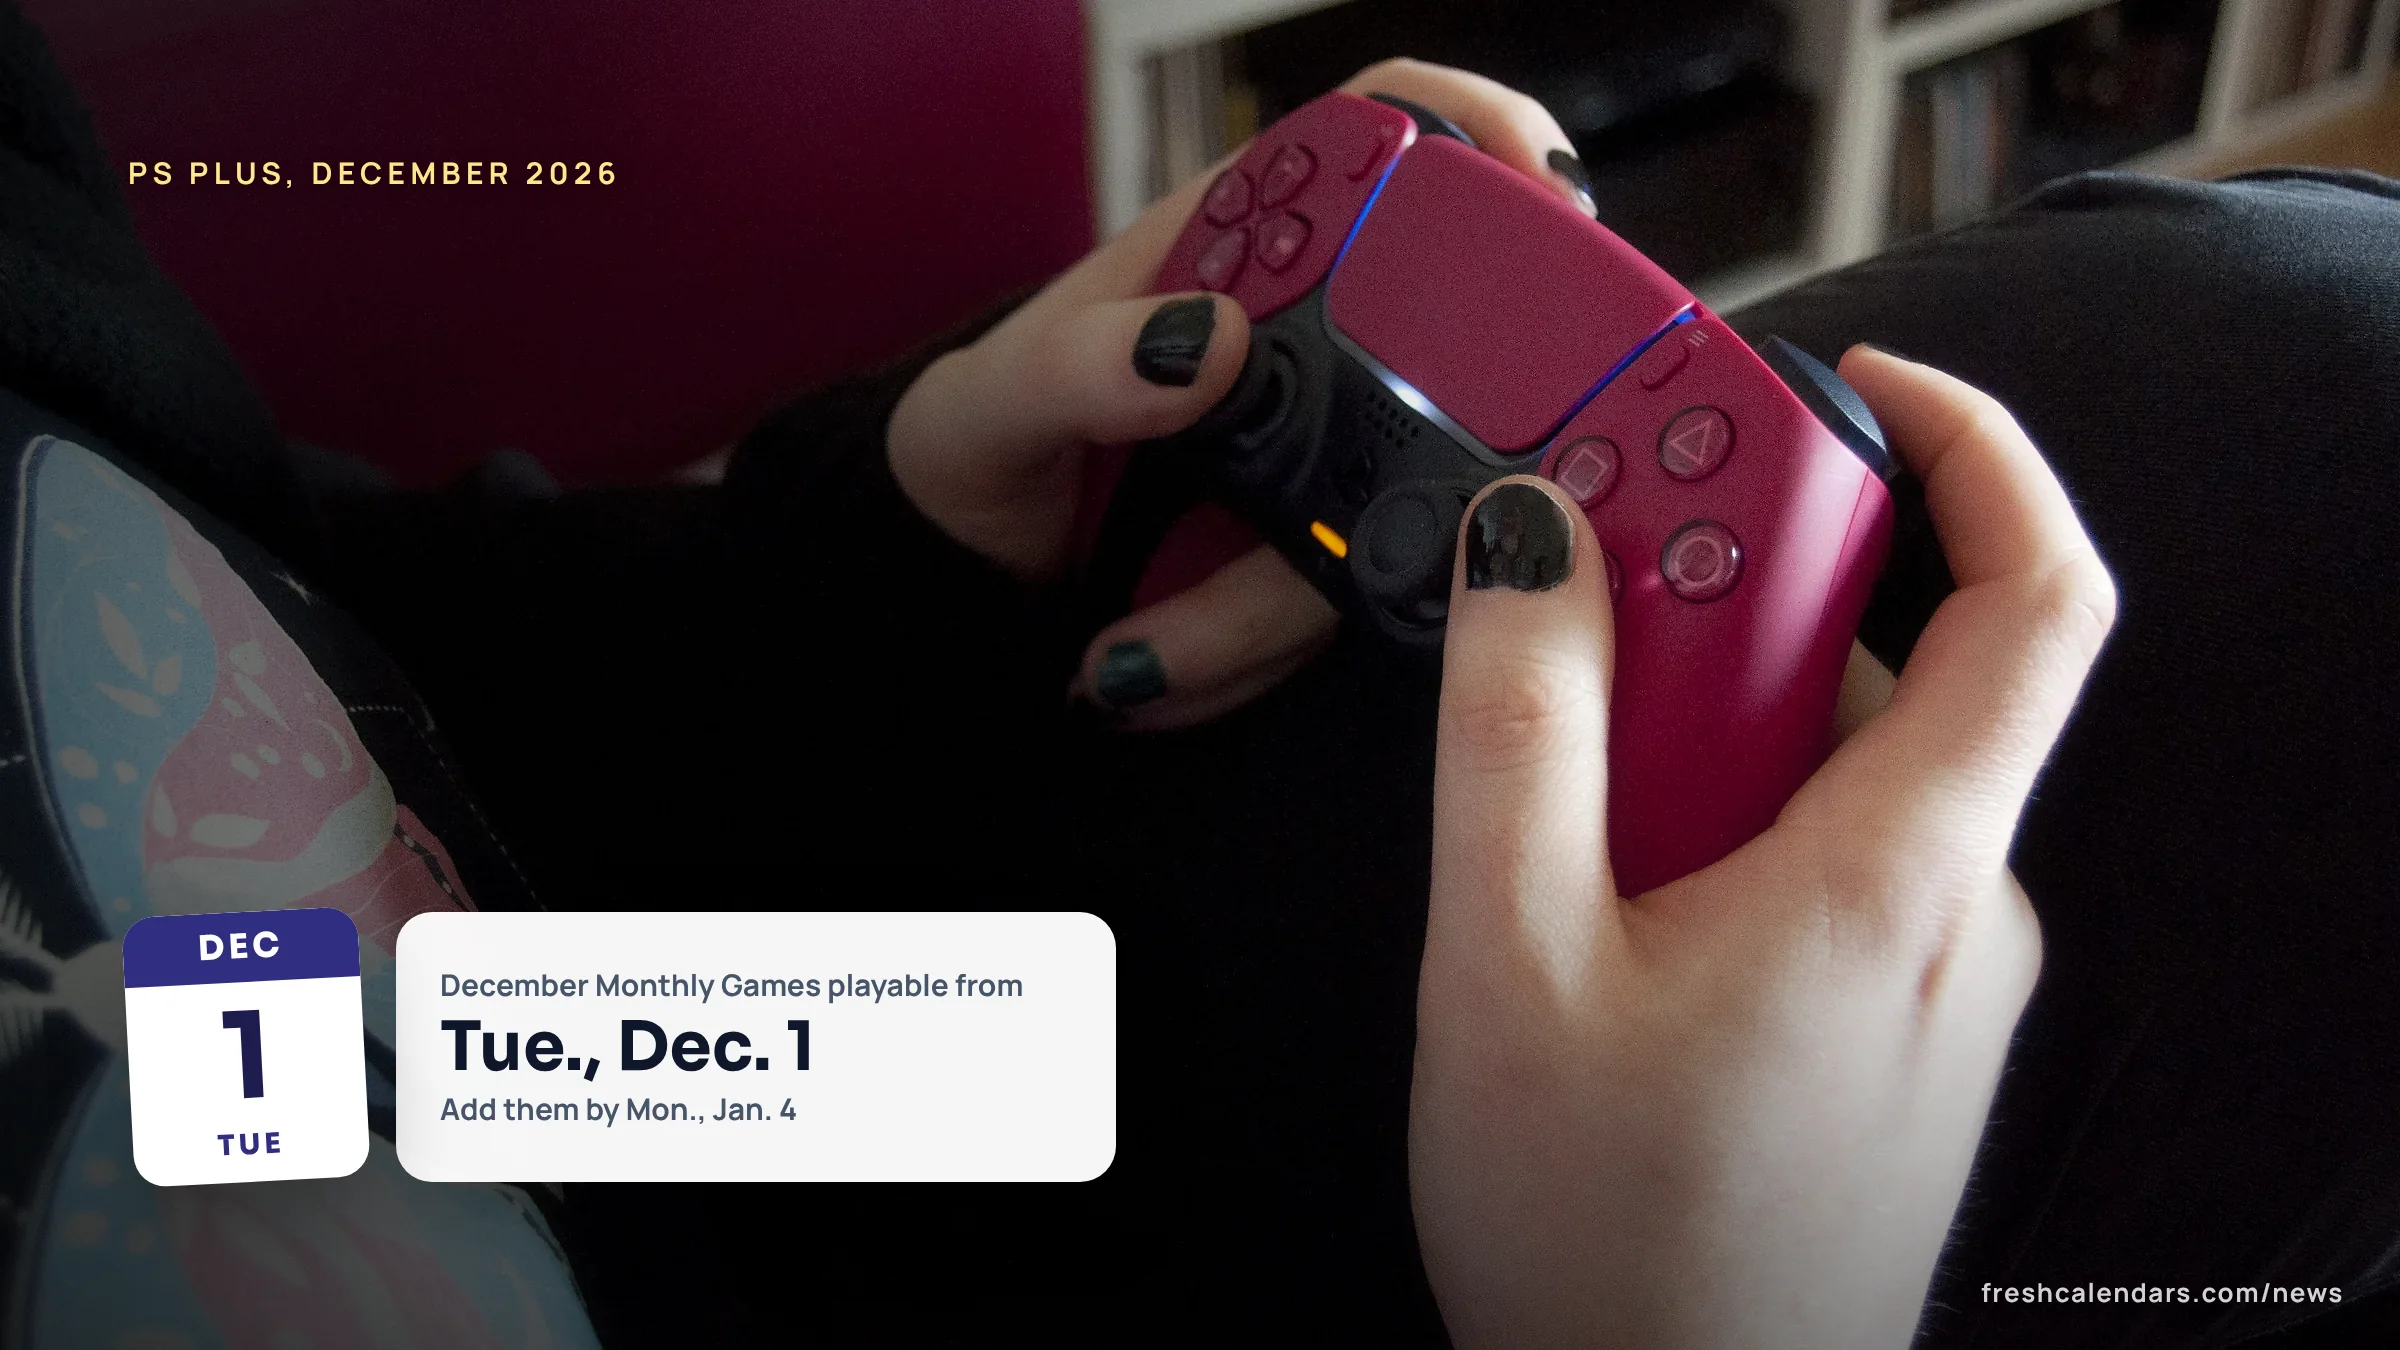 PS PLUS, DECEMBER 2026
DEC
1
TUE
December Monthly Games playable from
Tue., Dec. 1
Add them by Mon., Jan. 4
freshcalendars.com/news